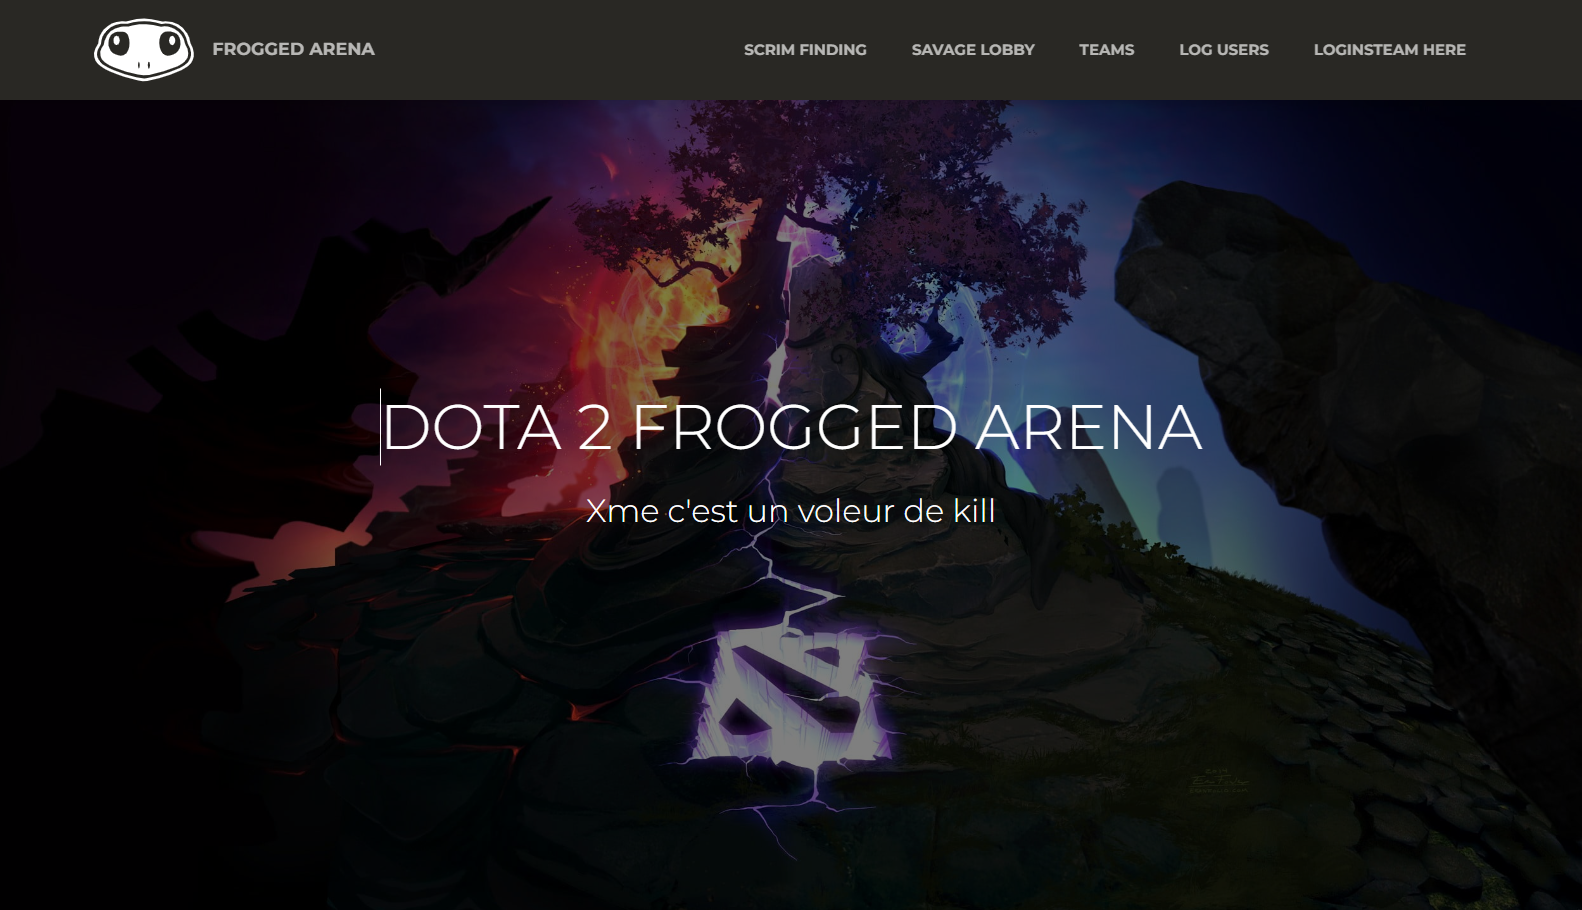 FROGGED ARENA
SCRIM FINDING SAVAGE LOBBY TEAMS LOG USERS LOGINSTEAM HERE
DOTA 2 FROGGED ARENA
Xme c'est un voleur de kill